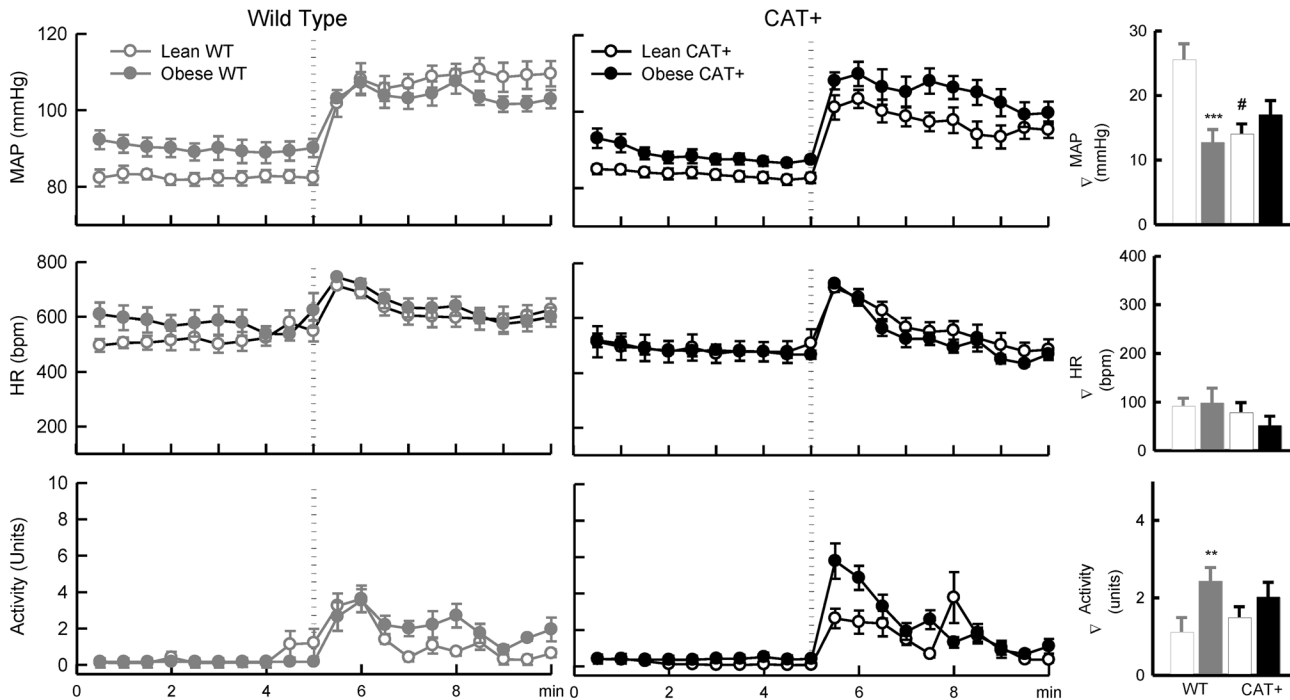 Wild Type
CAT+
Lean WT
Obese WT
Lean CAT+
Obese CAT+
MAP (mmHg)
120
100
80
∇ MAP
(mmHg)
30
20
10
0
***
#
HR (bpm)
800
600
400
200
∇ HR
(bpm)
400
300
200
100
0
Activity (Units)
10
8
6
4
2
0
0 2 4 6 8 min
0 2 4 6 8 min
∇ Activity
(units)
4
2
0
**
WT CAT+